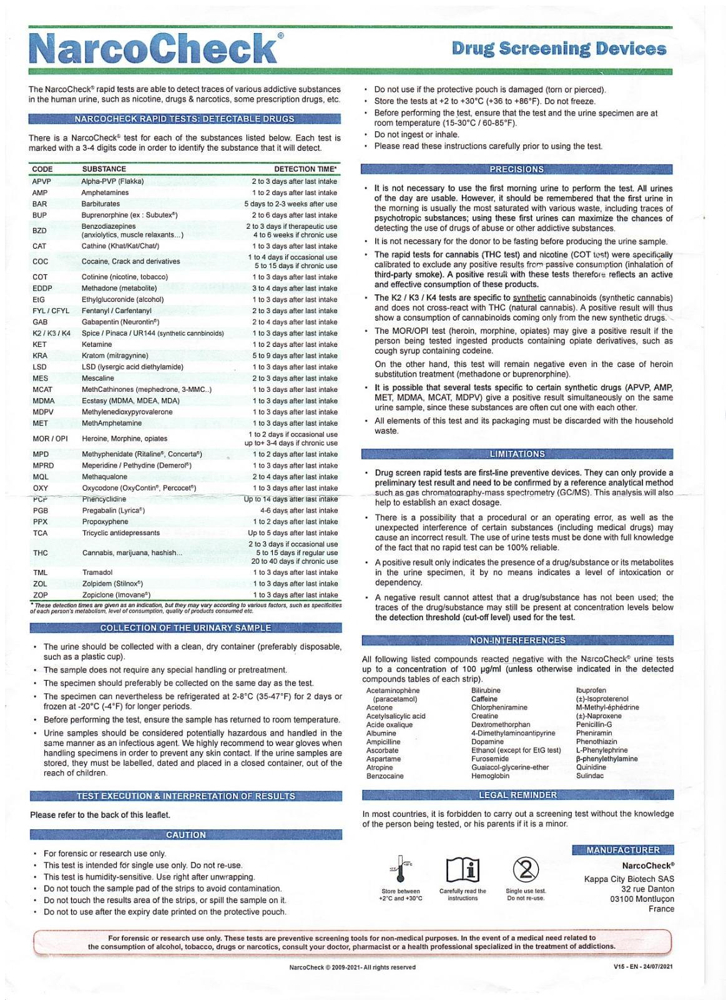 NarcoCheck®
Drug Screening Devices
The NarcoCheck® rapid tests are able to detect traces of various addictive substances
in the human urine, such as nicotine, drugs & narcotics, some prescription drugs, etc.
NARCOCHECK RAPID TESTS: DETECTABLE DRUGS
There is a NarcoCheck® test for each of the substances listed below. Each test is
marked with a 3-4 digits code in order to identify the substance that it will detect.
CODE SUBSTANCE DETECTION TIME*
APVP Alpha-PVP (Flakka) 2 to 3 days after last intake
AMP Amphetamines 1 to 2 days after last intake
BAR Barbiturates 5 days to 2-3 weeks after use
BUP Buprenorphine (ex : Subutex®) 2 to 6 days after last intake
BZD Benzodiazepines 2 to 3 days if therapeutic use
(anxiolytics, muscle relaxants...) 4 to 6 weeks if chronic use
CAT Cathine (Khat/Kat/Chat/) 1 to 3 days after last intake
COC Cocaine, Crack and derivatives 1 to 4 days if occasional use
5 to 15 days if chronic use
COT Cotinine (nicotine, tobacco) 1 to 3 days after last intake
EDDP Methadone (metabolite) 3 to 4 days after last intake
EtG Ethylglucuronide (alcohol) 1 to 3 days after last intake
FYL / CFYL Fentanyl / Carfentanyl 2 to 3 days after last intake
GAB Gabapentin (Neurontin®) 2 to 4 days after last intake
K2 / K3 / K4 Spice / Pinaca / UR144 (synthetic cannbinoids) 1 to 3 days after last intake
KET Ketamine 1 to 2 days after last intake
KRA Kratom (mitragynine) 5 to 9 days after last intake
LSD LSD (lysergic acid diethylamide) 1 to 3 days after last intake
MES Mescaline 2 to 3 days after last intake
MCAT MethCathinones (mephedrone, 3-MMC..) 1 to 3 days after last intake
MDMA Ecstasy (MDMA, MDEA, MDA) 1 to 3 days after last intake
MDPV Methylenedioxypyrovalerone 1 to 3 days after last intake
MET MethAmphetamine 1 to 3 days after last intake
MOR / OPI Heroine, Morphine, opiates 1 to 2 days if occasional use
up to+ 3-4 days if chronic use
MPD Methyphenidate (Ritaline®, Concerta®) 1 to 2 days after last intake
MPRD Meperidine / Pethydine (Demerol®) 1 to 3 days after last intake
MQL Methaqualone 2 to 4 days after last intake
OXY Oxycodone (OxyContin®, Percocet®) 1 to 3 days after last intake
PCP Phencyclidine Up to 14 days after last intake
PGB Pregabalin (Lyrica®) 4-6 days after last intake
PPX Propoxyphene 1 to 2 days after last intake
TCA Tricyclic antidepressants Up to 5 days after last intake
THC Cannabis, marijuana, hashish... 2 to 3 days if occasional use
5 to 15 days if regular use
20 to 40 days if chronic use
TML Tramadol 1 to 3 days after last intake
ZOL Zolpidem (Stilnox®) 1 to 3 days after last intake
ZOP Zopiclone (Imovane®) 1 to 3 days after last intake
* These detection times are given as an indication, but they may vary according to various factors, such as specificities
of each person's metabolism, level of consumption, quality of products consumed etc.
COLLECTION OF THE URINARY SAMPLE
• The urine should be collected with a clean, dry container (preferably disposable,
such as a plastic cup).
• The sample does not require any special handling or pretreatment.
• The specimen should preferably be collected on the same day as the test.
• The specimen can nevertheless be refrigerated at 2-8°C (35-47°F) for 2 days or
frozen at -20°C (-4°F) for longer periods.
• Before performing the test, ensure the sample has returned to room temperature.
• Urine samples should be considered potentially hazardous and handled in the
same manner as an infectious agent. We highly recommend to wear gloves when
handling specimens in order to prevent any skin contact. If the urine samples are
stored, they must be labelled, dated and placed in a closed container, out of the
reach of children.
TEST EXECUTION & INTERPRETATION OF RESULTS
Please refer to the back of this leaflet.
CAUTION
• For forensic or research use only.
• This test is intended for single use only. Do not re-use.
• This test is humidity-sensitive. Use right after unwrapping.
• Do not touch the sample pad of the strips to avoid contamination.
• Do not touch the results area of the strips, or spill the sample on it.
• Do not to use after the expiry date printed on the protective pouch.
• Do not use if the protective pouch is damaged (torn or pierced).
• Store the tests at +2 to +30°C (+36 to +86°F). Do not freeze.
• Before performing the test, ensure that the test and the urine specimen are at
room temperature (15-30°C / 60-85°F).
• Do not ingest or inhale.
• Please read these instructions carefully prior to using the test.
PRECISIONS
• It is not necessary to use the first morning urine to perform the test. All urines
of the day are usable. However, it should be remembered that the first urine in
the morning is usually the most saturated with various waste, including traces of
psychotropic substances; using these first urines can maximize the chances of
detecting the use of drugs of abuse or other addictive substances.
• It is not necessary for the donor to be fasting before producing the urine sample.
• The rapid tests for cannabis (THC test) and nicotine (COT test) were specifically
calibrated to exclude any positive results from passive consumption (inhalation of
third-party smoke). A positive result with these tests therefore reflects an active
and effective consumption of these products.
• The K2 / K3 / K4 tests are specific to synthetic cannabinoids (synthetic cannabis)
and does not cross-react with THC (natural cannabis). A positive result will thus
show a consumption of cannabinoids coming only from the new synthetic drugs.
• The MOR/OPI test (heroin, morphine, opiates) may give a positive result if the
person being tested ingested products containing opiate derivatives, such as
cough syrup containing codeine.
On the other hand, this test will remain negative even in the case of heroin
substitution treatment (methadone or buprenorphine).
• It is possible that several tests specific to certain synthetic drugs (APVP, AMP,
MET, MDMA, MCAT, MDPV) give a positive result simultaneously on the same
urine sample, since these substances are often cut one with each other.
• All elements of this test and its packaging must be discarded with the household
waste.
LIMITATIONS
• Drug screen rapid tests are first-line preventive devices. They can only provide a
preliminary test result and need to be confirmed by a reference analytical method
such as gas chromatography-mass spectrometry (GC/MS). This analysis will also
help to establish an exact dosage.
• There is a possibility that a procedural or an operating error, as well as the
unexpected interference of certain substances (including medical drugs) may
cause an incorrect result. The use of urine tests must be done with full knowledge
of the fact that no rapid test can be 100% reliable.
• A positive result only indicates the presence of a drug/substance or its metabolites
in the urine specimen, it by no means indicates a level of intoxication or
dependency.
• A negative result cannot attest that a drug/substance has not been used; the
traces of the drug/substance may still be present at concentration levels below
the detection threshold (cut-off level) used for the test.
NON-INTERFERENCES
All following listed compounds reacted negative with the NarcoCheck® urine tests
up to a concentration of 100 µg/ml (unless otherwise indicated in the detected
compounds tables of each strip).
Acetaminophène Bilirubine Ibuprofen
(paracetamol) Caffeine (±)-Isoproterenol
Acetone Chlorpheniramine M-Methyl-éphédrine
Acetylsalicylic acid Creatine (±)-Naproxene
Acide oxalique Dextromethorphan Penicillin-G
Albumine 4-Dimethylaminoantipyrine Pheniramin
Ampicilline Dopamine Phenothiazin
Ascorbate Ethanol (except for EtG test) L-Phenylephrine
Aspartame Furosemide β-phenylethylamine
Atropine Guaiacol-glycerine-ether Quinidine
Benzocaine Hemoglobin Sulindac
LEGAL REMINDER
In most countries, it is forbidden to carry out a screening test without the knowledge
of the person being tested, or his parents if it is a minor.
MANUFACTURER
NarcoCheck®
Kappa City Biotech SAS
32 rue Danton
03100 Montluçon
France
+2°C +30°C
Store between
+2°C and +30°C
Carefully read the
instructions
2
Single use test.
Do not re-use.
For forensic or research use only. These tests are preventive screening tools for non-medical purposes. In the event of a medical need related to
the consumption of alcohol, tobacco, drugs or narcotics, consult your doctor, pharmacist or a health professional specialized in the treatment of addictions.
NarcoCheck © 2009-2021- All rights reserved
V15 - EN - 24/07/2021